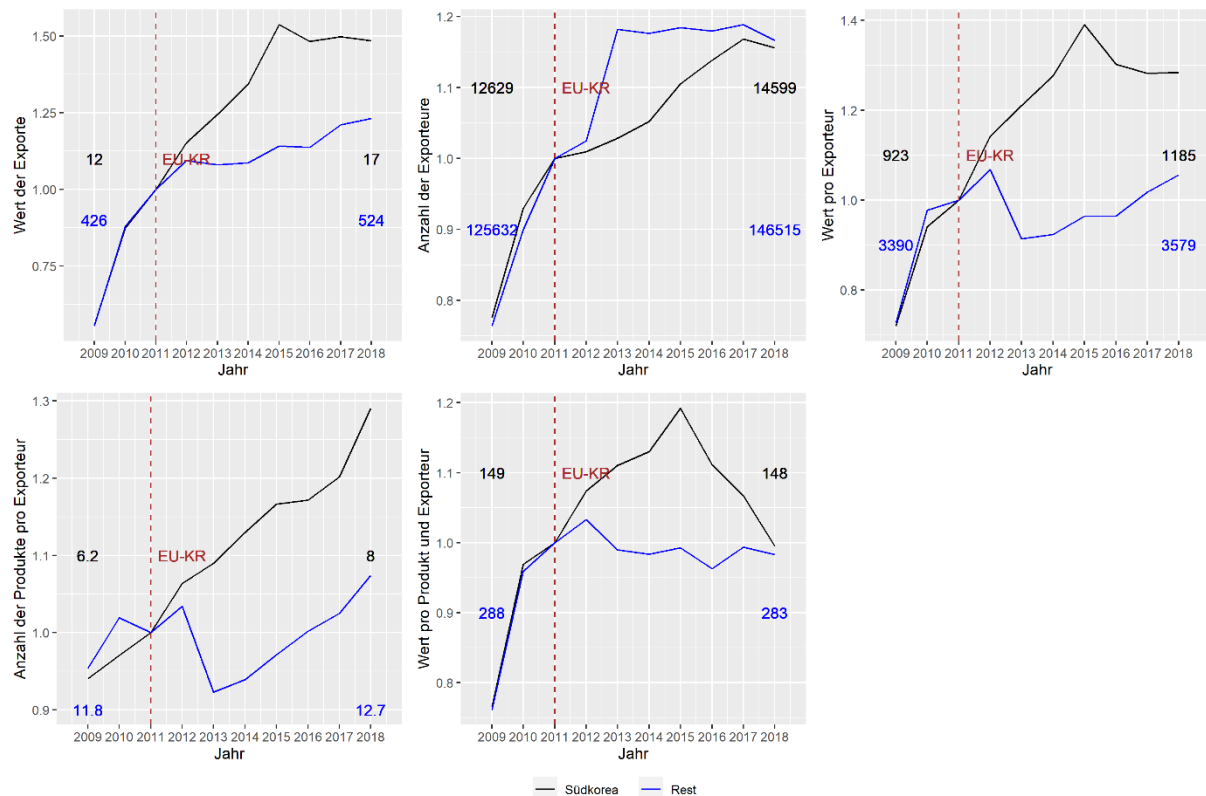 Wert der Exporte
1.50
1.25
1.00
0.75
12
17
EU-KR
426
524
2009 2010 2011 2012 2013 2014 2015 2016 2017 2018
Jahr
Anzahl der Exporteure
1.2
1.1
1.0
0.9
0.8
12629
EU-KR
14599
125632
146515
2009 2010 2011 2012 2013 2014 2015 2016 2017 2018
Jahr
Wert pro Exporteur
1.4
1.2
1.0
0.8
923
EU-KR
1185
3390
3579
2009 2010 2011 2012 2013 2014 2015 2016 2017 2018
Jahr
Anzahl der Produkte pro Exporteur
1.3
1.2
1.1
1.0
0.9
6.2
EU-KR
8
11.8
12.7
2009 2010 2011 2012 2013 2014 2015 2016 2017 2018
Jahr
Wert pro Produkt und Exporteur
1.2
1.1
1.0
0.9
0.8
149
EU-KR
148
288
283
2009 2010 2011 2012 2013 2014 2015 2016 2017 2018
Jahr
Südkorea Rest